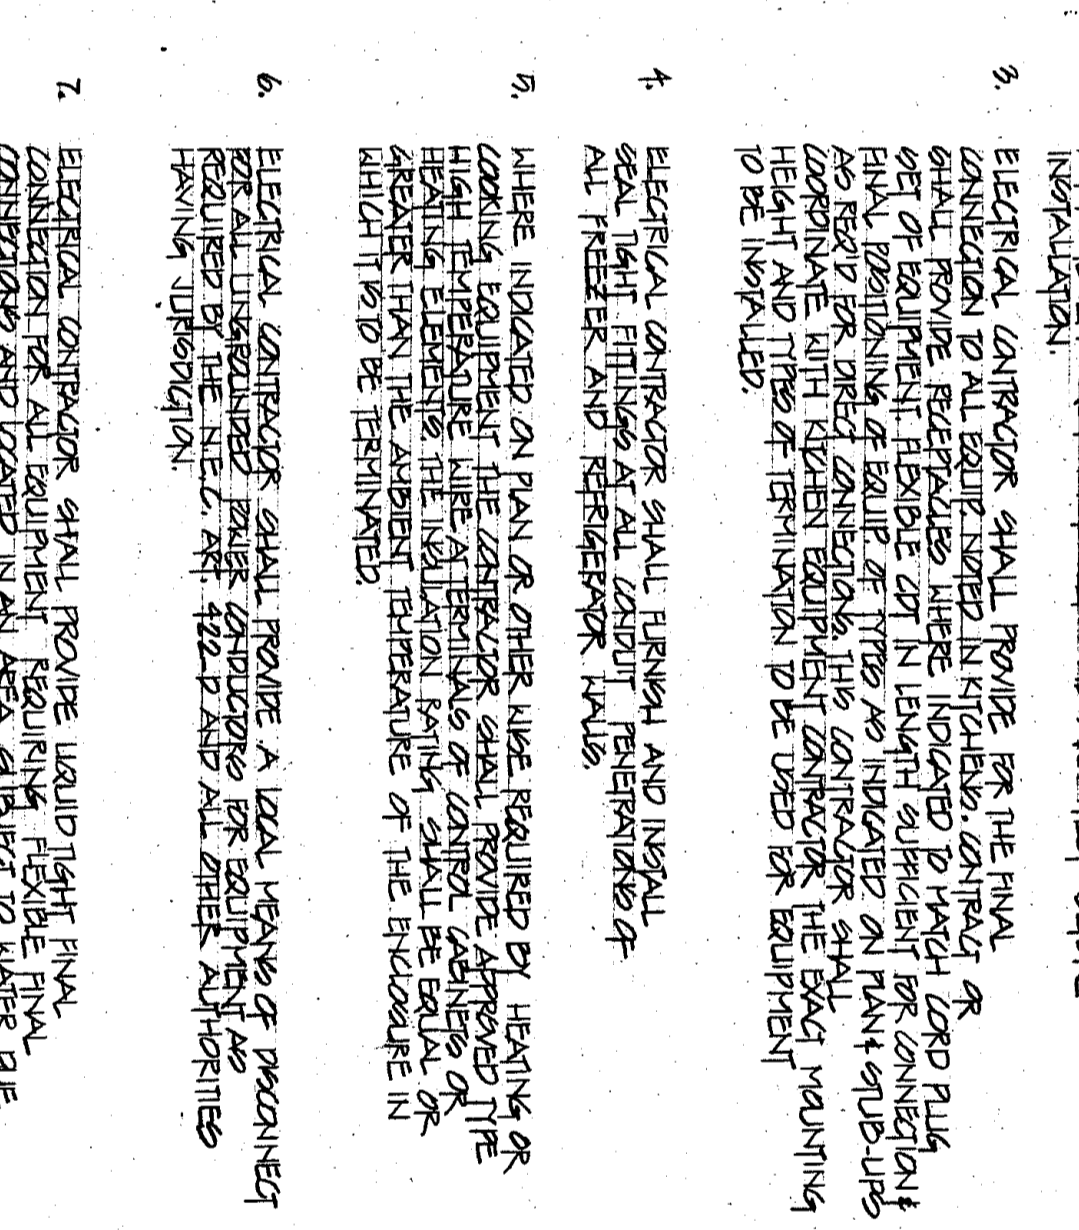 INSTALLATION.
3. ELECTRICAL CONTRACTOR SHALL PROVIDE FOR THE FINAL
CONNECTION TO ALL EQUIP. NOTED IN KITCHENS. CONTRACT OR
SHALL PROVIDE RECEPTACLES WHERE INDICATED TO MATCH CORD PLUG
SET OF EQUIPMENT FLEXIBLE CDT IN LENGTH SUFFICIENT FOR CONNECTION &
FINAL POSITIONING OF EQUIP. OF TYPES AS INDICATED ON PLAN & STUB-UPS
AS REQ'D FOR DIRECT CONNECTIONS. THIS CONTRACTOR SHALL
COORDINATE WITH KITCHEN EQUIPMENT CONTRACTOR THE EXACT MOUNTING
HEIGHT AND TYPES OF TERMINATION TO BE USED FOR EQUIPMENT
TO BE INSTALLED.
4. ELECTRICAL CONTRACTOR SHALL FURNISH AND INSTALL
SEAL TIGHT FITTINGS AT ALL CONDUIT PENETRATIONS OF
ALL FREEZER AND REFRIGERATOR WALLS.
5. WHERE INDICATED ON PLAN OR OTHER WISE REQUIRED BY HEATING OR
COOKING EQUIPMENT THE CONTRACTOR SHALL PROVIDE APPROVED TYPE
HIGH TEMPERATURE WIRE AT TERMINALS OF CONTROL CABINETS OR
HEATING ELEMENTS. THE INSULATION RATING SHALL BE EQUAL OR
GREATER THAN THE AMBIENT TEMPERATURE OF THE ENCLOSURE IN
WHICH IT IS TO BE TERMINATED.
6. ELECTRICAL CONTRACTOR SHALL PROVIDE A LOCAL MEANS OF DISCONNECT
FOR ALL UNGROUNDED POWER CONDUCTORS FOR EQUIPMENT AS
REQUIRED BY THE N.E.C. ART. 422-D AND ALL OTHER AUTHORITIES
HAVING JURISDICTION.
7. ELECTRICAL CONTRACTOR SHALL PROVIDE LIQUID TIGHT FINAL
CONNECTION FOR ALL EQUIPMENT REQUIRING FLEXIBLE FINAL
CONNECTIONS AND LOCATED IN AN AREA SUBJECT TO WATER DUE